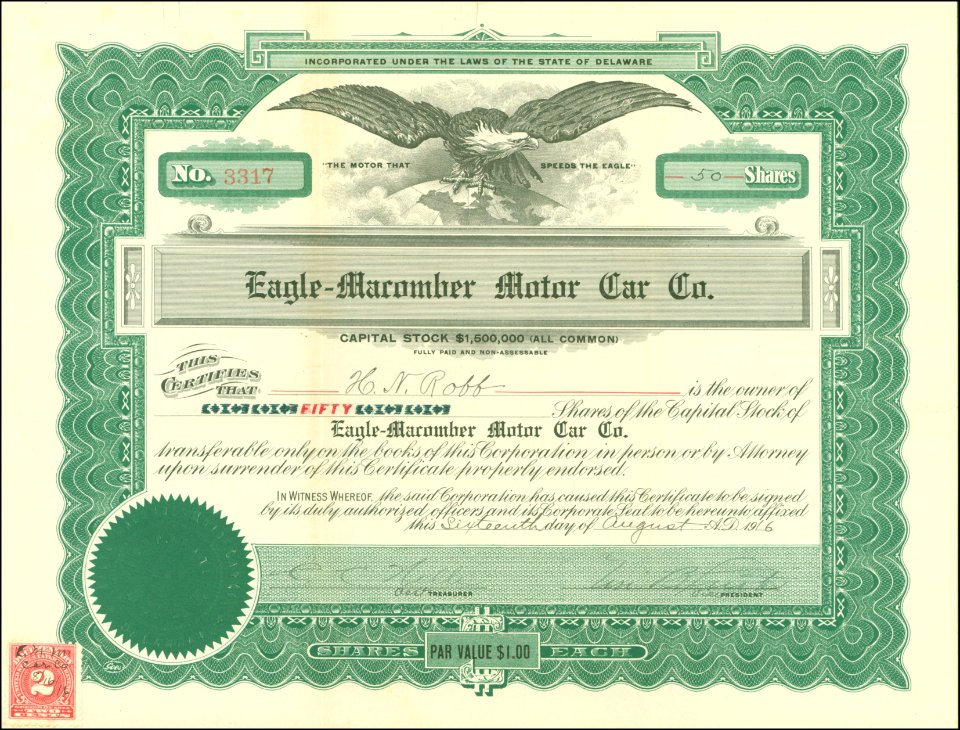 INCORPORATED UNDER THE LAWS OF THE STATE OF DELAWARE
"THE MOTOR THAT SPEEDS THE EAGLE"
No. 3317
50 Shares
Eagle-Macomber Motor Car Co.
CAPITAL STOCK $1,500,000 (ALL COMMON)
FULLY PAID AND NON-ASSESSABLE
THIS CERTIFIES THAT H. N. Robb is the owner of
FIFTY Shares of the Capital Stock of
Eagle-Macomber Motor Car Co.
transferable only on the books of this Corporation in person or by Attorney
upon surrender of this Certificate properly endorsed.
IN WITNESS WHEREOF, the said Corporation has caused this Certificate to be signed
by its duly authorized officers and its Corporate Seal to be hereunto affixed
this Sixteenth day of August A.D. 1916
TREASURER
PRESIDENT
SHARES PAR VALUE $1.00 EACH
2